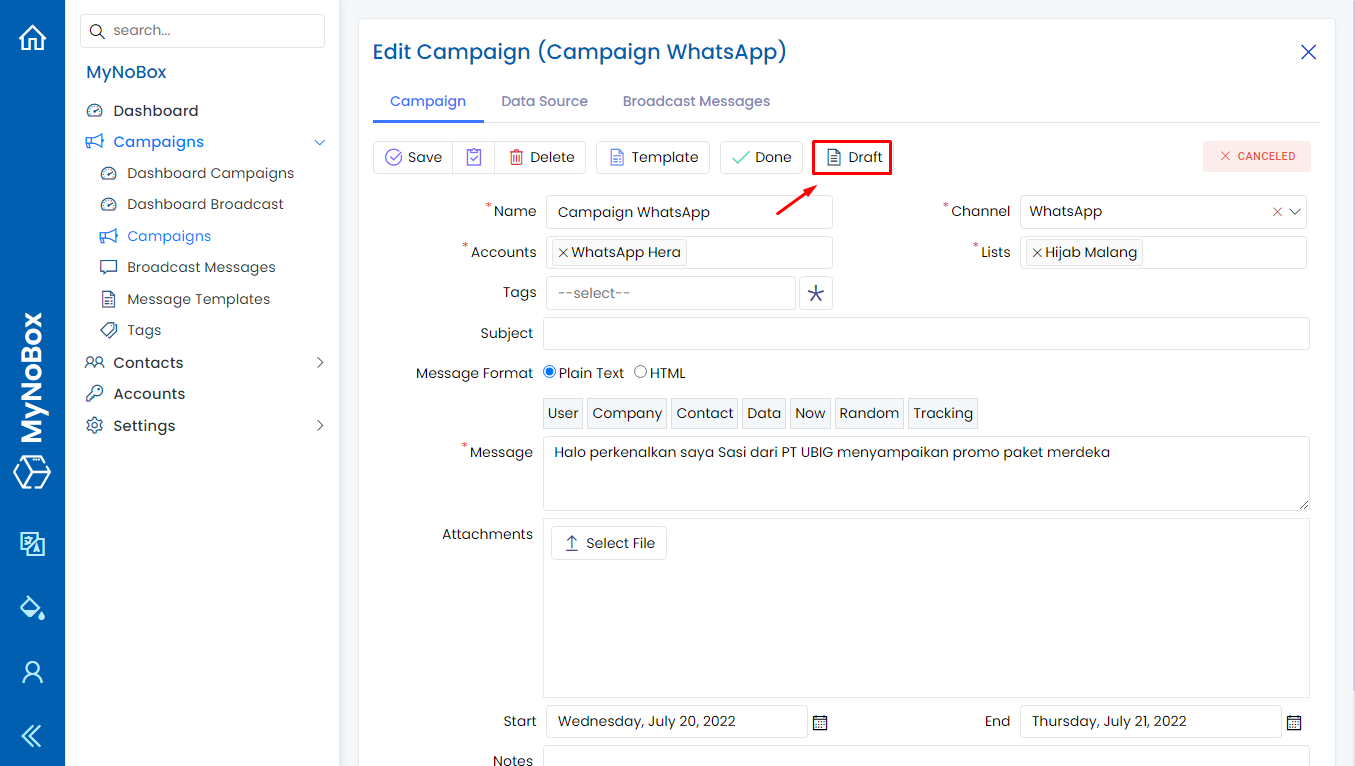 search...
MyNoBox
Dashboard
Campaigns
Dashboard Campaigns
Dashboard Broadcast
Campaigns
Broadcast Messages
Message Templates
Tags
Contacts
Accounts
Settings
MyNoBox
Edit Campaign (Campaign WhatsApp)
Campaign Data Source Broadcast Messages
Save Delete Template Done Draft CANCELED
*Name Campaign WhatsApp *Channel WhatsApp
*Accounts WhatsApp Hera *Lists Hijab Malang
Tags --select--
Subject
Message Format Plain Text HTML
User Company Contact Data Now Random Tracking
*Message Halo perkenalkan saya Sasi dari PT UBIG menyampaikan promo paket merdeka
Attachments Select File
Start Wednesday, July 20, 2022 End Thursday, July 21, 2022
Notes